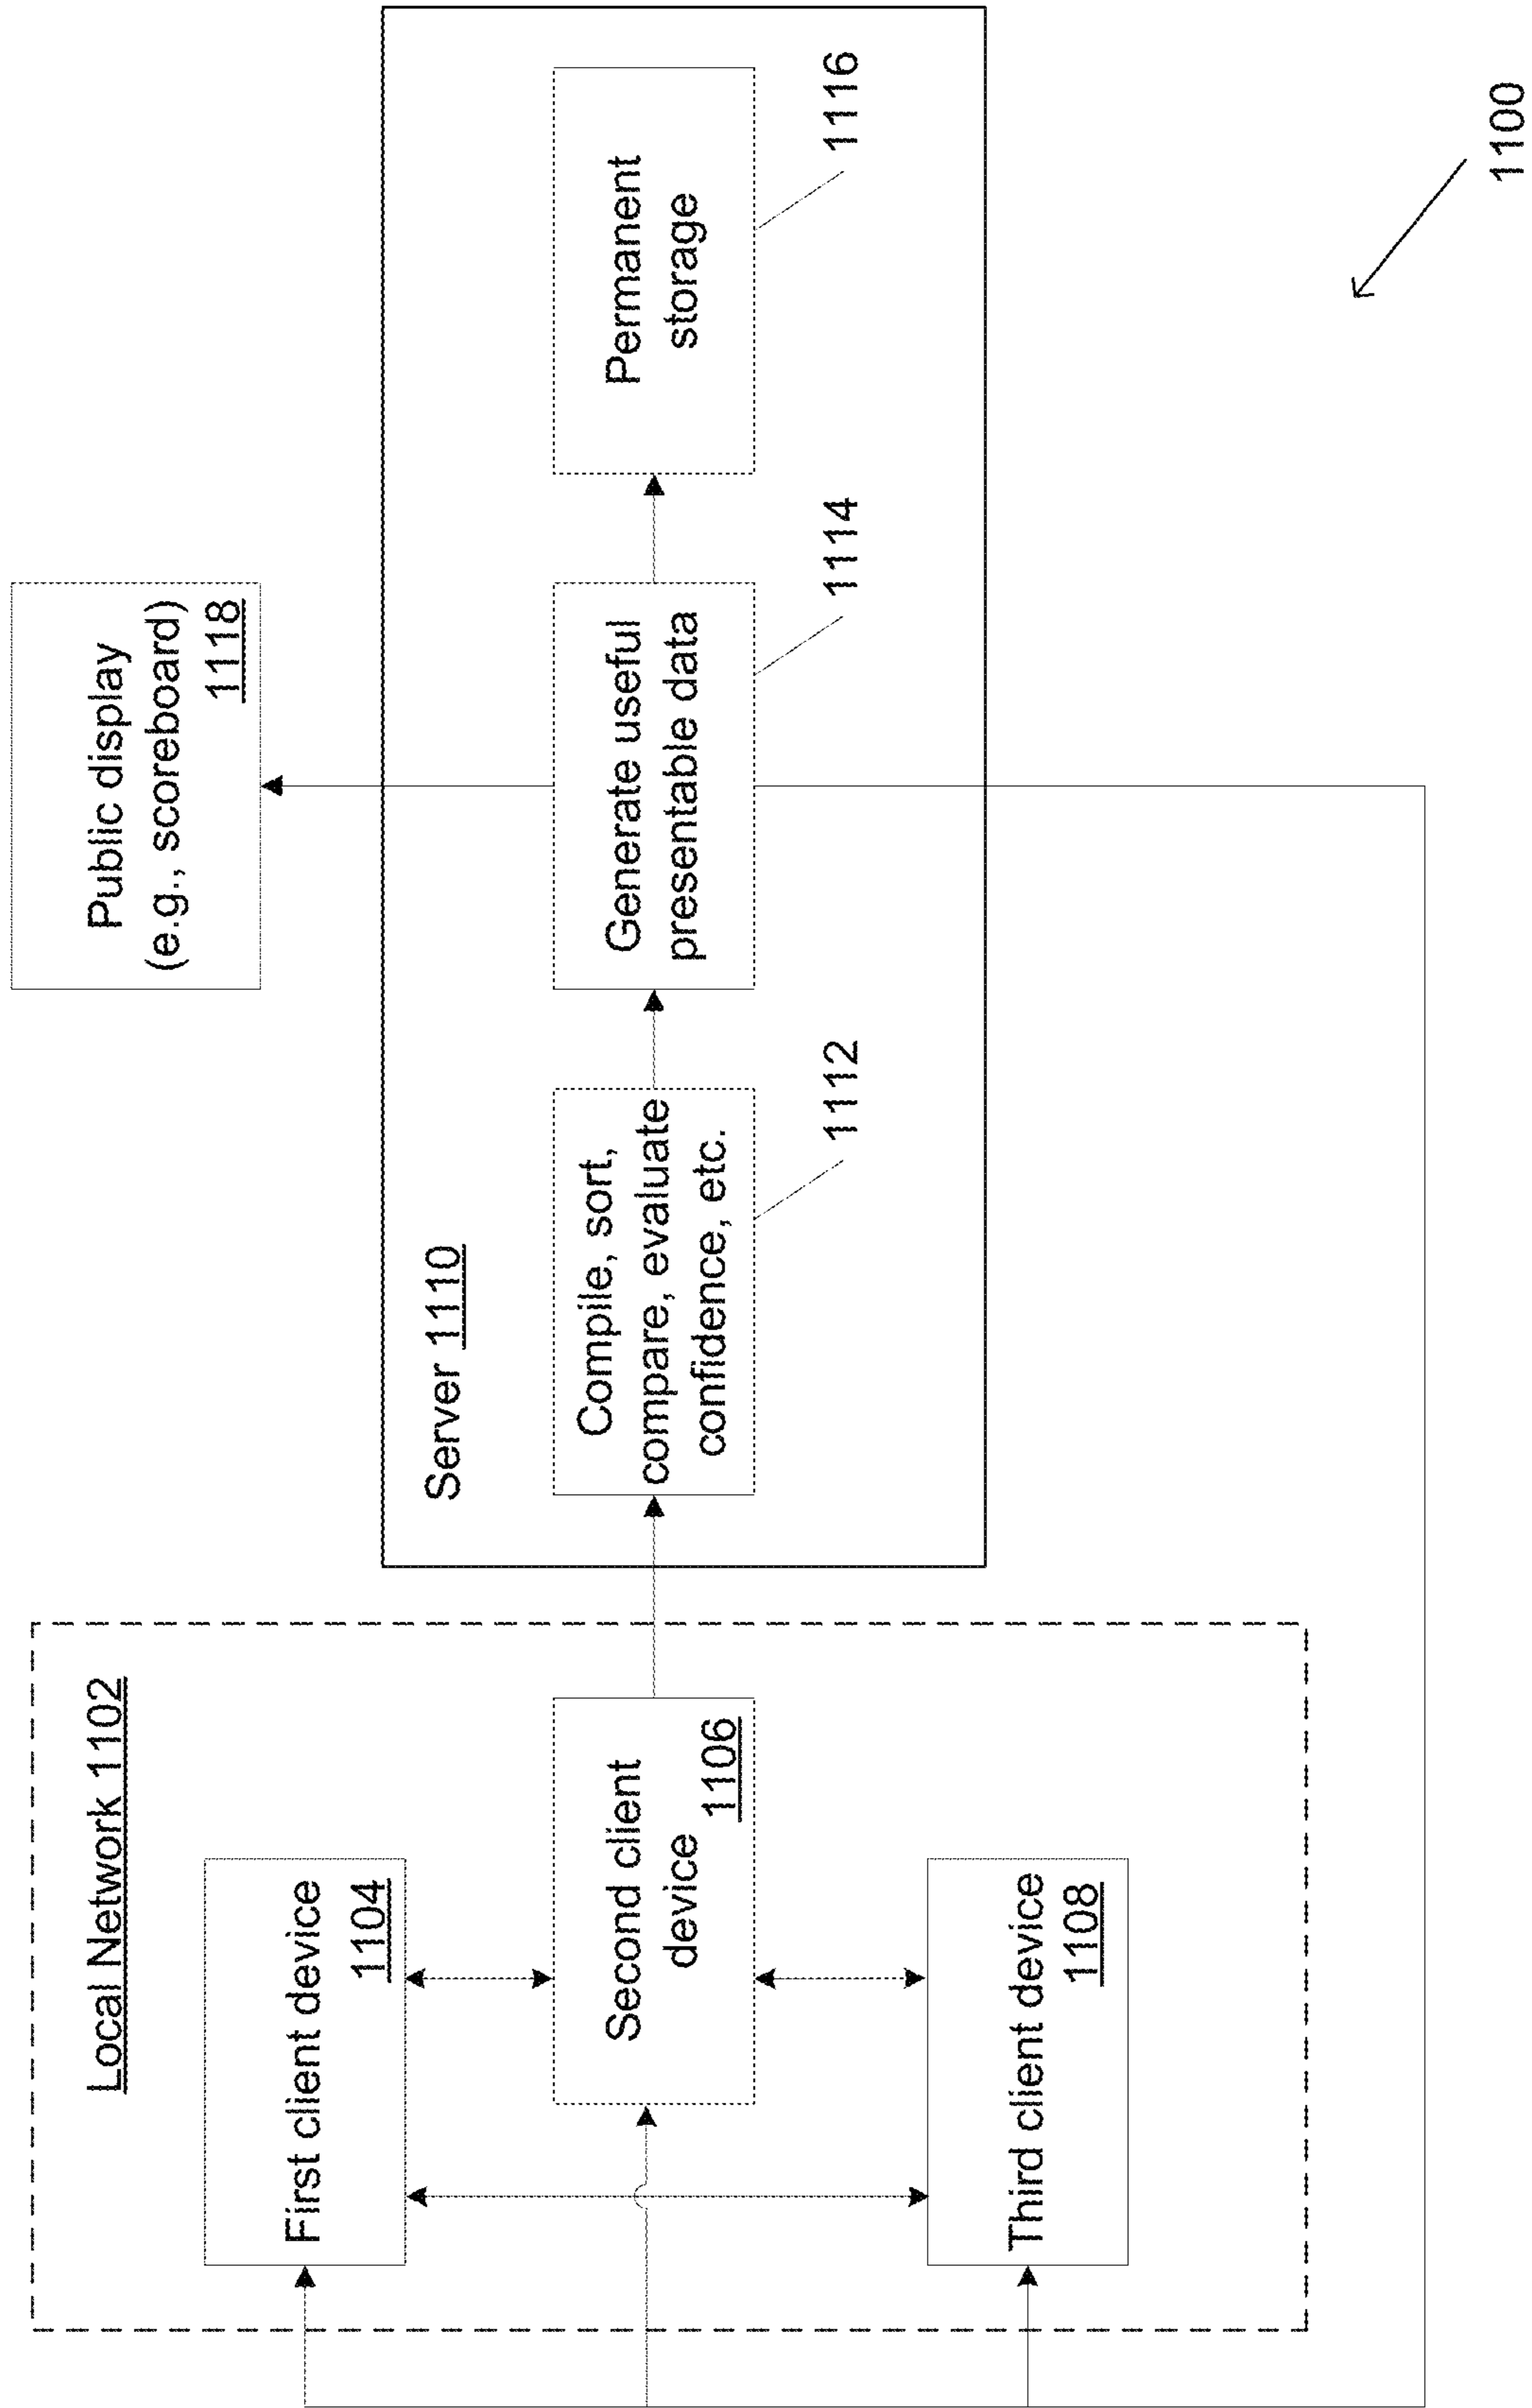 Local Network 1102
First client device
1104
Second client
device
1106
Third client device
1108
Server 1110
Compile, sort,
compare, evaluate
confidence, etc.
1112
Generate useful
presentable data
1114
Permanent
storage
1116
Public display
(e.g., scoreboard)
1118
1100